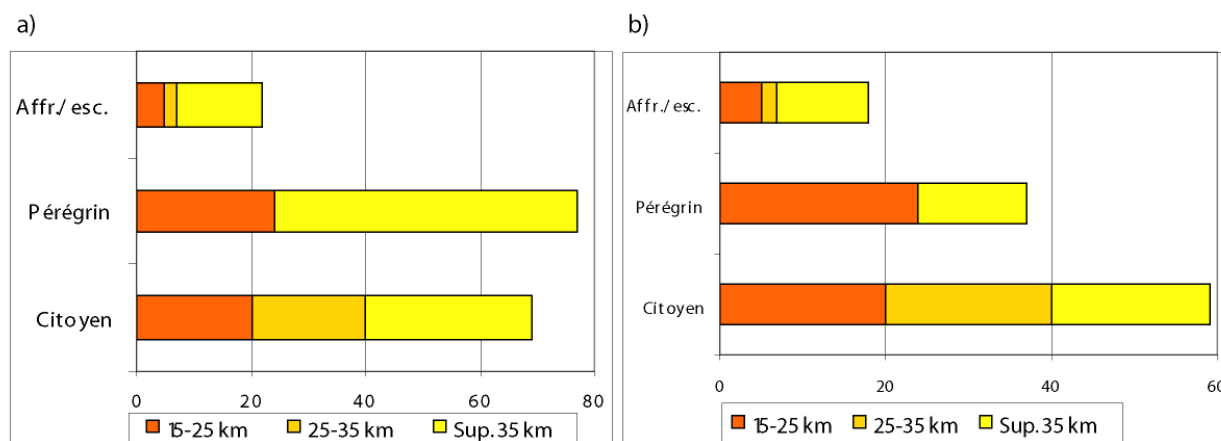 a)
Affr./ esc.
Pérégrin
Citoyen
0 20 40 60 80
15-25 km 25-35 km Sup. 35 km
b)
Affr./ esc.
Pérégrin
Citoyen
0 20 40 60
15-25 km 25-35 km Sup. 35 km